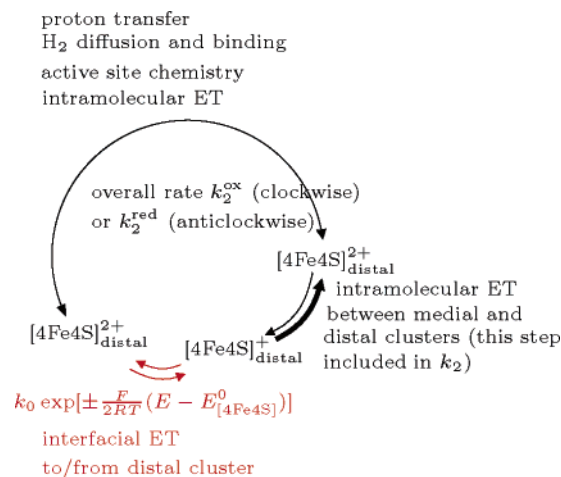 proton transfer
H₂ diffusion and binding
active site chemistry
intramolecular ET
overall rate k₂ᵒˣ (clockwise)
or k₂ʳᵉᵈ (anticlockwise)
[4Fe4S]²⁺distal
intramolecular ET
between medial and
distal clusters (this step
included in k₂)
[4Fe4S]²⁺distal
[4Fe4S]⁺distal
k₀ exp[± F/2RT (E − E⁰[4Fe4S])]
interfacial ET
to/from distal cluster